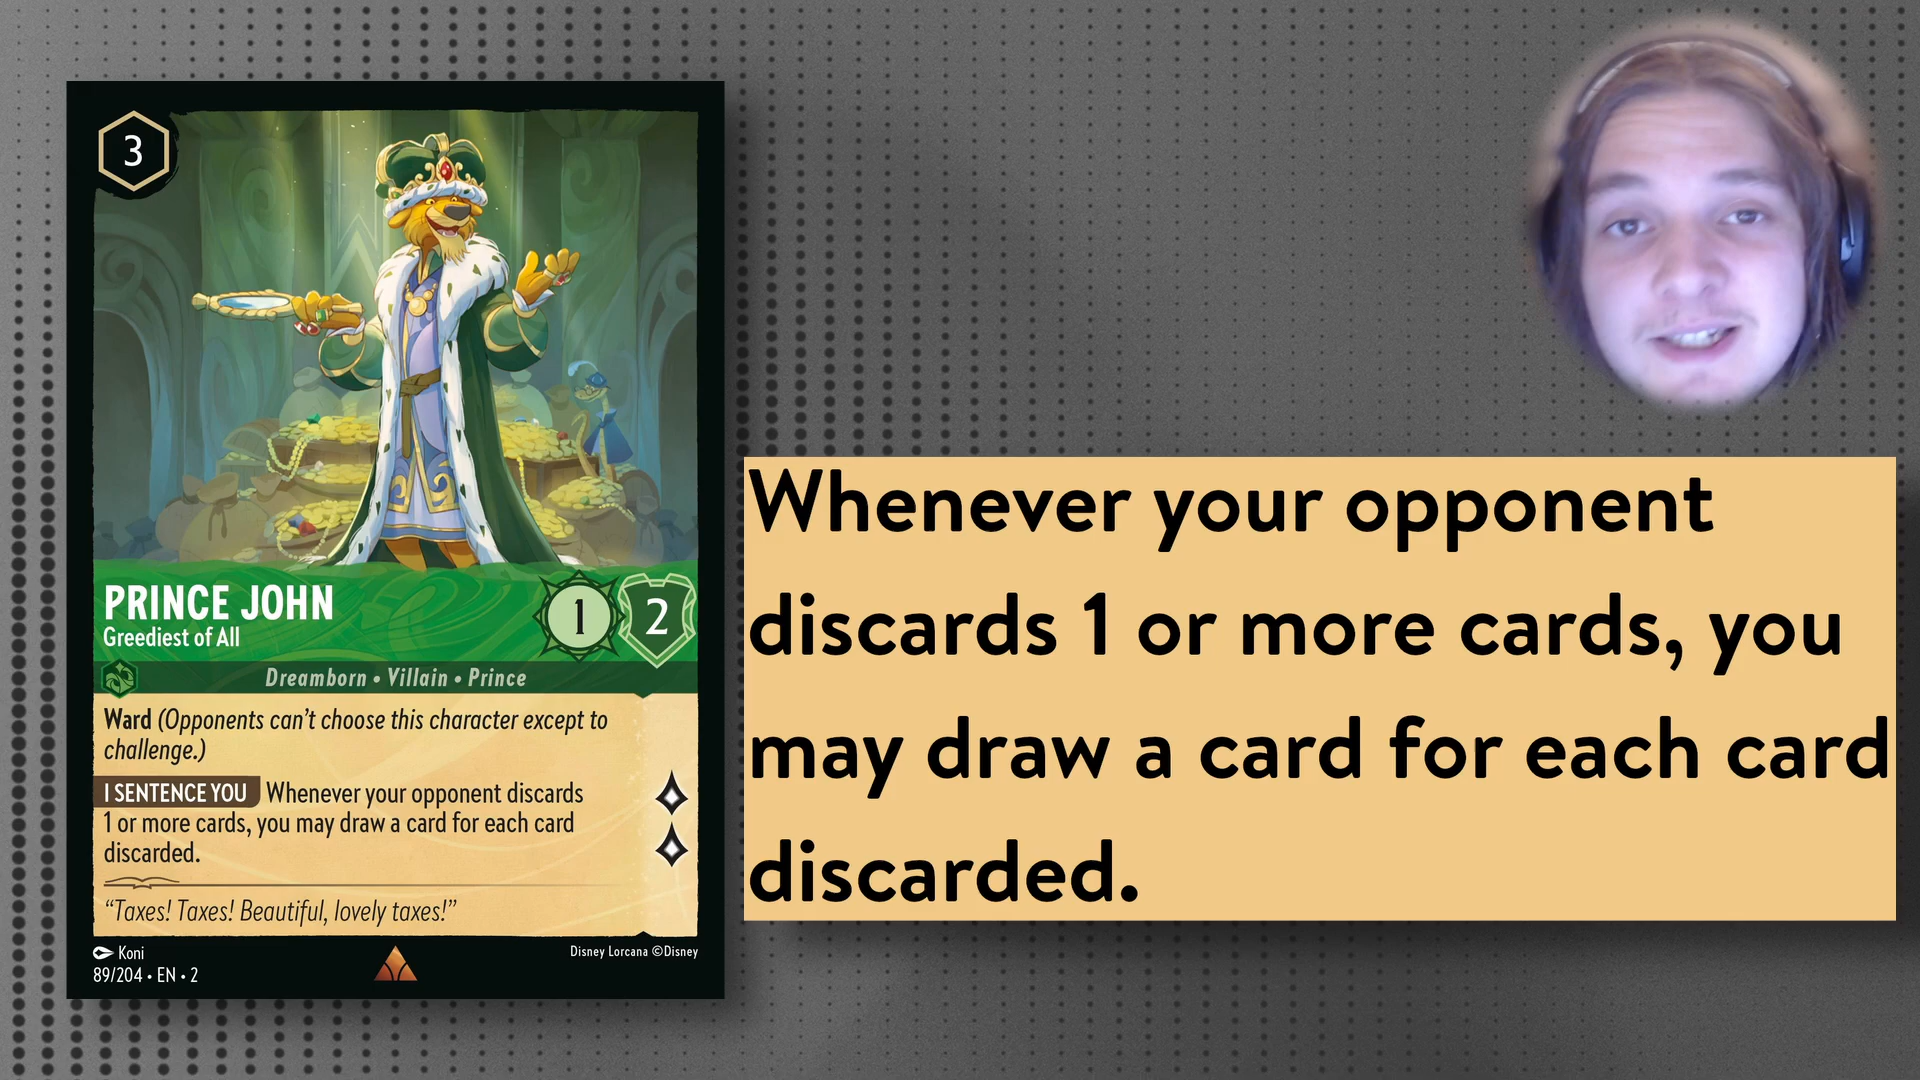 3
PRINCE JOHN
Greediest of All
1
2
Dreamborn • Villain • Prince
Ward (Opponents can't choose this character except to
challenge.)
I SENTENCE YOU Whenever your opponent discards
1 or more cards, you may draw a card for each card
discarded.
"Taxes! Taxes! Beautiful, lovely taxes!"
Koni
Disney Lorcana ©Disney
89/204 • EN • 2
Whenever your opponent
discards 1 or more cards, you
may draw a card for each card
discarded.